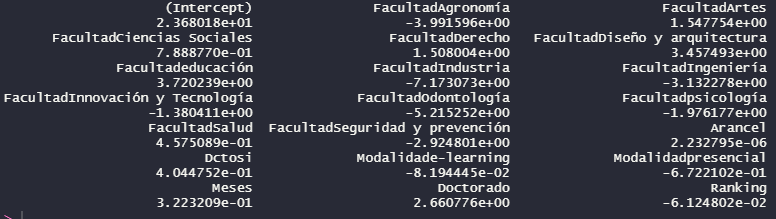 (Intercept) FacultadAgronomía FacultadArtes
2.368018e+01 -3.991596e+00 1.547754e+00
FacultadCiencias Sociales FacultadDerecho FacultadDiseño y arquitectura
7.888770e-01 1.508004e+00 3.457493e+00
Facultadeducación FacultadIndustria FacultadIngeniería
3.720239e+00 -7.173073e+00 -3.132278e+00
FacultadInnovación y Tecnología FacultadOdontología Facultadpsicología
-1.380411e+00 -5.215252e+00 -1.976177e+00
FacultadSalud FacultadSeguridad y prevención Arancel
4.575089e-01 -2.924801e+00 2.232795e-06
Dctosi Modalidade-learning Modalidadpresencial
4.044752e-01 -8.194445e-02 -6.722102e-01
Meses Doctorado Ranking
3.223209e-01 2.660776e+00 -6.124802e-02
>